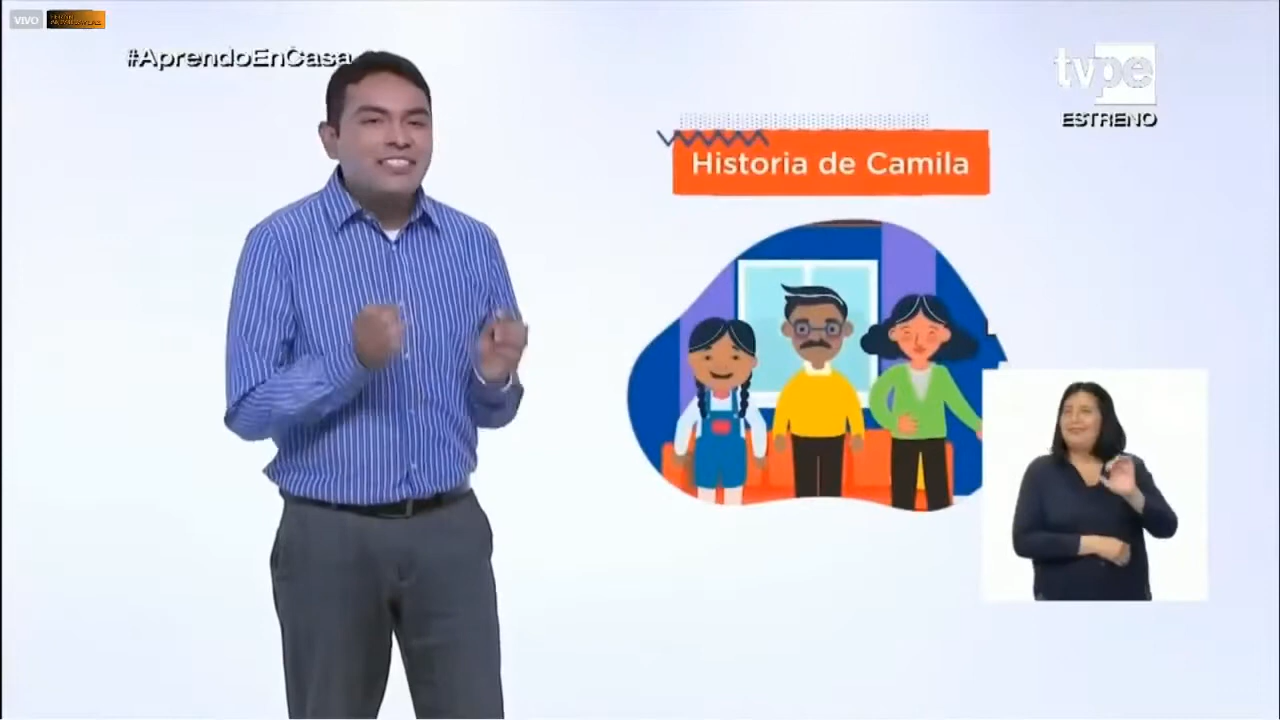 VIVO
#AprendoEnCasa
tvpe
ESTRENO
Historia de Camila